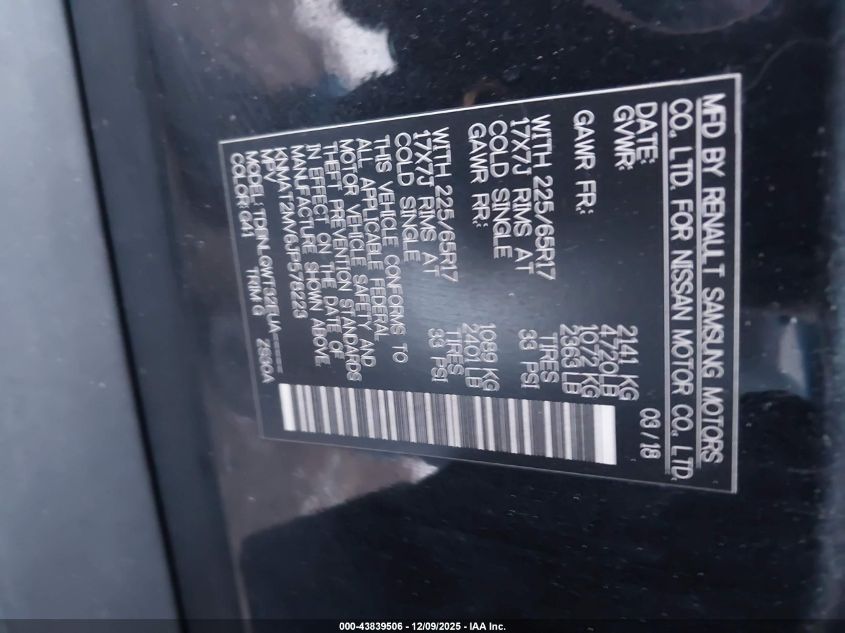 MFD BY RENAULT SAMSUNG MOTORS
CO., LTD. FOR NISSAN MOTOR CO., LTD.
DATE: 03/18
GVWR: 2141 KG
4720LB
GAWR FR: 1072 KG
2363 LB
WITH 225/65R17 TIRES
17X7J RIMS AT 33 PSI
COLD SINGLE
GAWR RR: 1089 KG
2401 LB
WITH 225/65R17 TIRES
17X7J RIMS AT 33 PSI
COLD SINGLE
THIS VEHICLE CONFORMS TO
ALL APPLICABLE FEDERAL
MOTOR VEHICLE SAFETY AND
THEFT PREVENTION STANDARDS
IN EFFECT ON THE DATE OF
MANUFACTURE SHOWN ABOVE
KNMAT2MV6JP578223
MPV
COLOR: G41 TRIM G
000-43839506 - 12/09/2025 - IAA Inc.